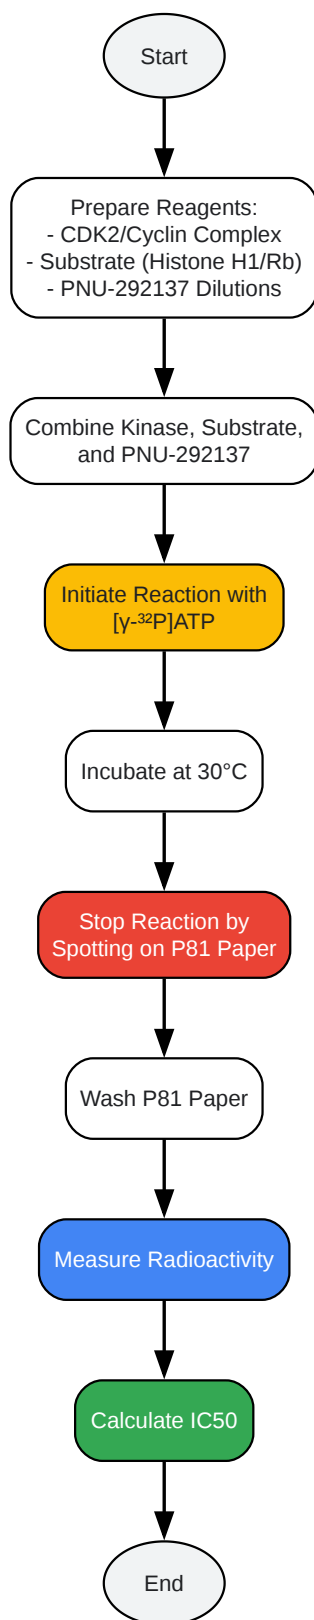 Start
Prepare Reagents:
- CDK2/Cyclin Complex
- Substrate (Histone H1/Rb)
- PNU-292137 Dilutions
Combine Kinase, Substrate,
and PNU-292137
Initiate Reaction with
[γ-³²P]ATP
Incubate at 30°C
Stop Reaction by
Spotting on P81 Paper
Wash P81 Paper
Measure Radioactivity
Calculate IC50
End